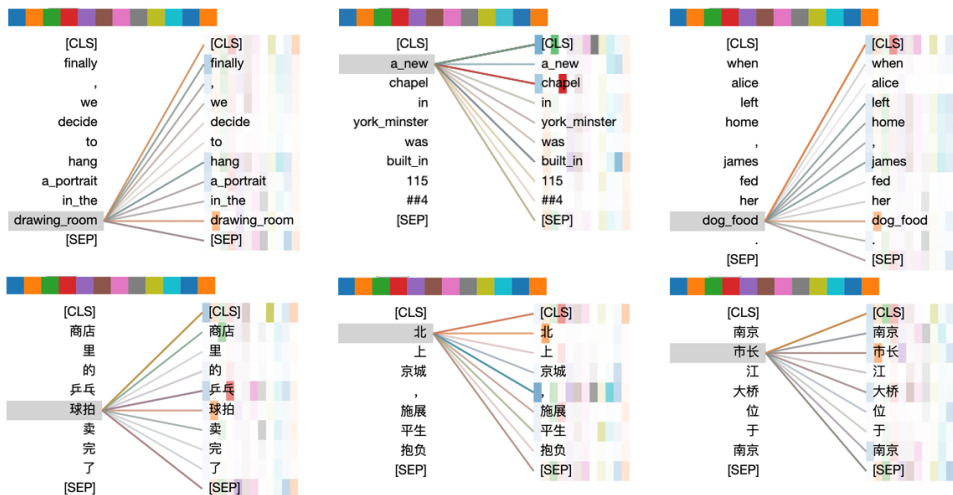 [CLS] [CLS]
finally finally
, ,
we we
decide decide
to to
hang hang
a_portrait a_portrait
in_the in_the
drawing_room drawing_room
[SEP] [SEP]
[CLS] [CLS]
a_new a_new
chapel chapel
in in
york_minster york_minster
was was
built_in built_in
115 115
##4 ##4
[SEP] [SEP]
[CLS] [CLS]
when when
alice alice
left left
home home
, ,
james james
fed fed
her her
dog_food dog_food
. .
[SEP] [SEP]
[CLS] [CLS]
商店 商店
里 里
的 的
乒乓 乒乓
球拍 球拍
卖 卖
完 完
了 了
[SEP] [SEP]
[CLS] [CLS]
北 北
上 上
京城 京城
, ,
施展 施展
平生 平生
抱负 抱负
[SEP] [SEP]
[CLS] [CLS]
南京 南京
市长 市长
江 江
大桥 大桥
位 位
于 于
南京 南京
[SEP] [SEP]